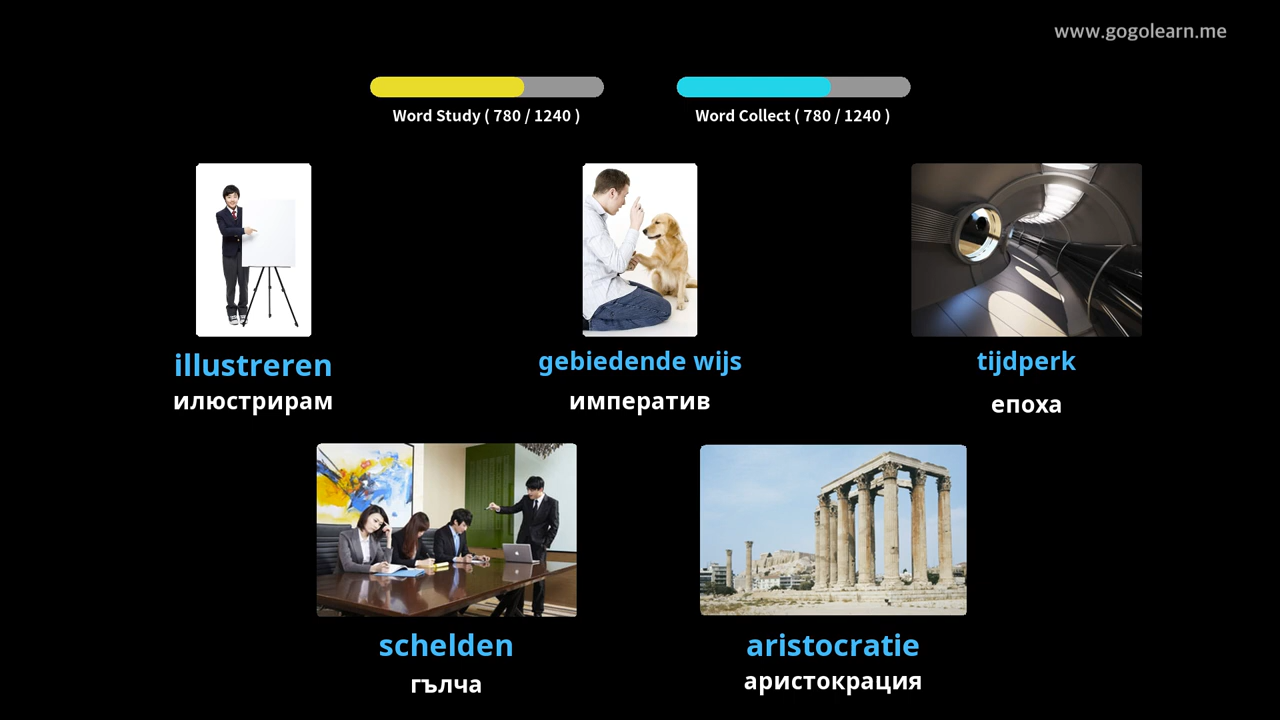 www.gogolearn.me
Word Study ( 780 / 1240 )
Word Collect ( 780 / 1240 )
illustreren
илюстрирам
gebiedende wijs
императив
tijdperk
епоха
schelden
гълча
aristocratie
аристокрация